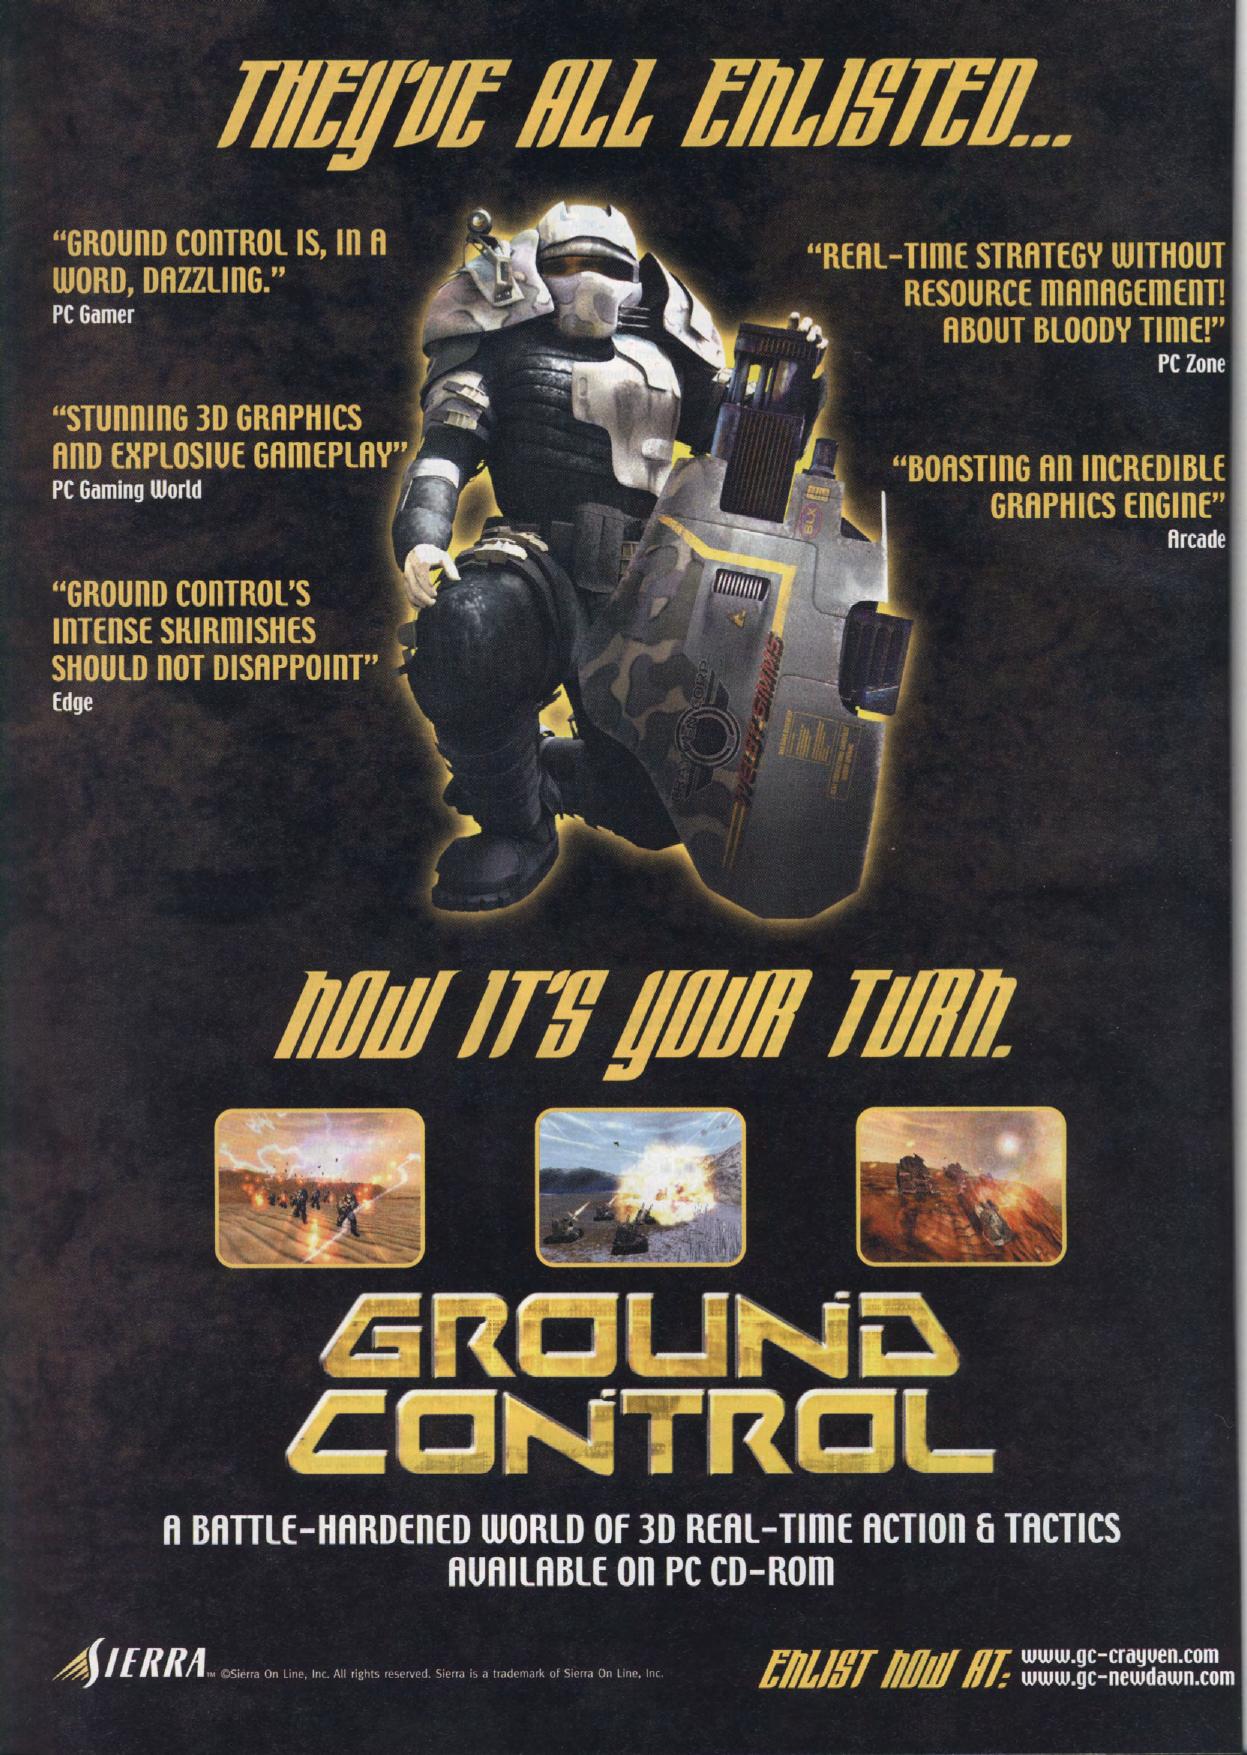 THEY'VE ALL ENLISTED...
“GROUND CONTROL IS, IN A
WORD, DAZZLING.”
PC Gamer
“STUNNING 3D GRAPHICS
AND EXPLOSIVE GAMEPLAY”
PC Gaming World
“GROUND CONTROL'S
INTENSE SKIRMISHES
SHOULD NOT DISAPPOINT”
Edge
“REAL-TIME STRATEGY WITHOUT
RESOURCE MANAGEMENT!
ABOUT BLOODY TIME!”
PC Zone
“BOASTING AN INCREDIBLE
GRAPHICS ENGINE”
Arcade
CRAYVEN CORP
NOW IT'S YOUR TURN.
GROUND
CONTROL
A BATTLE-HARDENED WORLD OF 3D REAL-TIME ACTION & TACTICS
AVAILABLE ON PC CD-ROM
SIERRA™ ©Sierra On Line, Inc. All rights reserved. Sierra is a trademark of Sierra On Line, Inc.
ENLIST NOW AT: www.gc-crayven.com
www.gc-newdawn.com